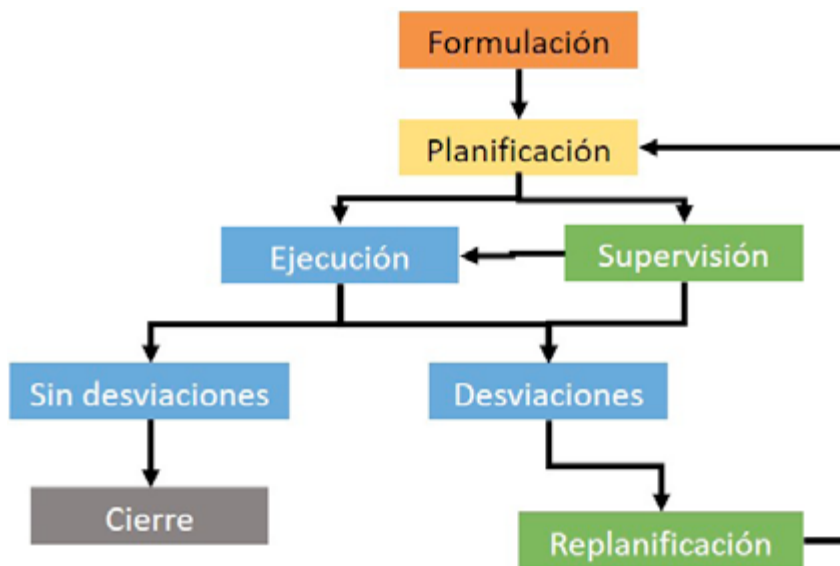 Formulación
Planificación
Ejecución
Supervisión
Sin desviaciones
Desviaciones
Cierre
Replanificación